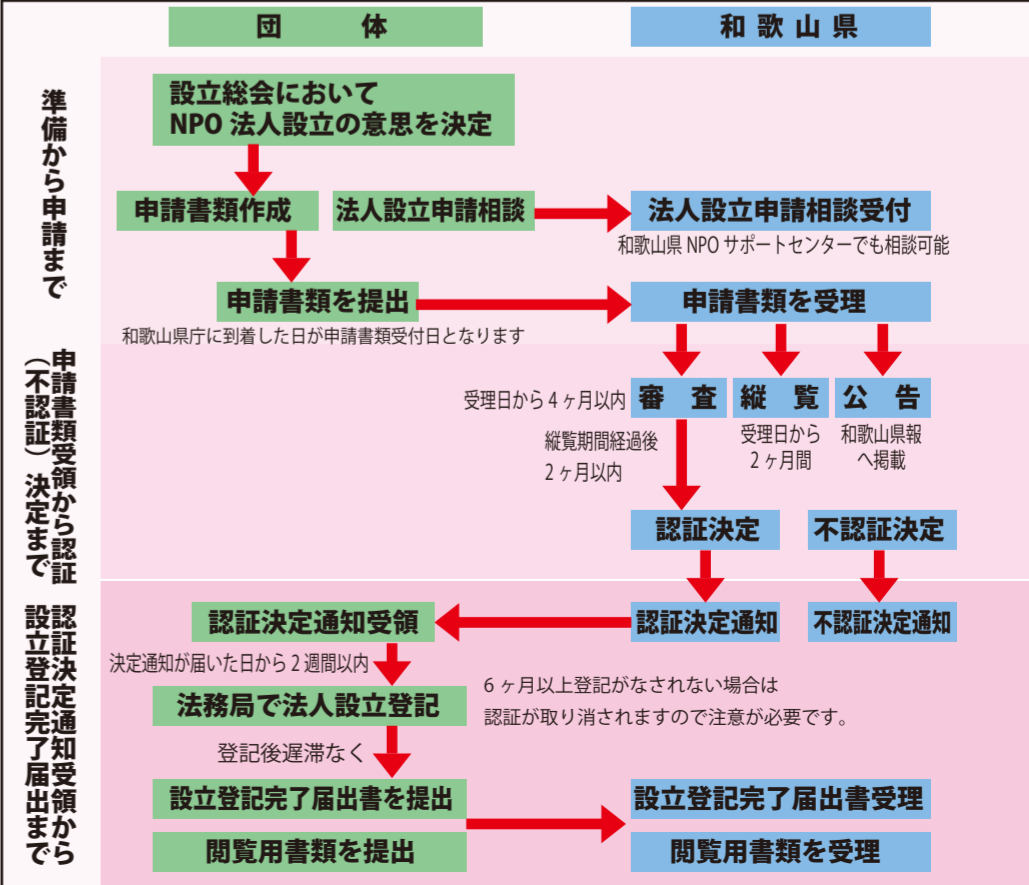 団 体
和 歌 山 県
準備から申請まで
設立総会において
NPO 法人設立の意思を決定
申請書類作成
法人設立申請相談
法人設立申請相談受付
和歌山県 NPO サポートセンターでも相談可能
申請書類を提出
申請書類を受理
和歌山県庁に到着した日が申請書類受付日となります
申請書類受領から認証
（不認証）決定まで
受理日から 4 ヶ月以内
審 査
縦 覧
公 告
縦覧期間経過後
2 ヶ月以内
受理日から
2 ヶ月間
和歌山県報
へ掲載
認証決定
不認証決定
認証決定通知受領から
設立登記完了届出まで
認証決定通知受領
認証決定通知
不認証決定通知
決定通知が届いた日から 2 週間以内
法務局で法人設立登記
6 ヶ月以上登記がなされない場合は
認証が取り消されますので注意が必要です。
登記後遅滞なく
設立登記完了届出書を提出
設立登記完了届出書受理
閲覧用書類を提出
閲覧用書類を受理